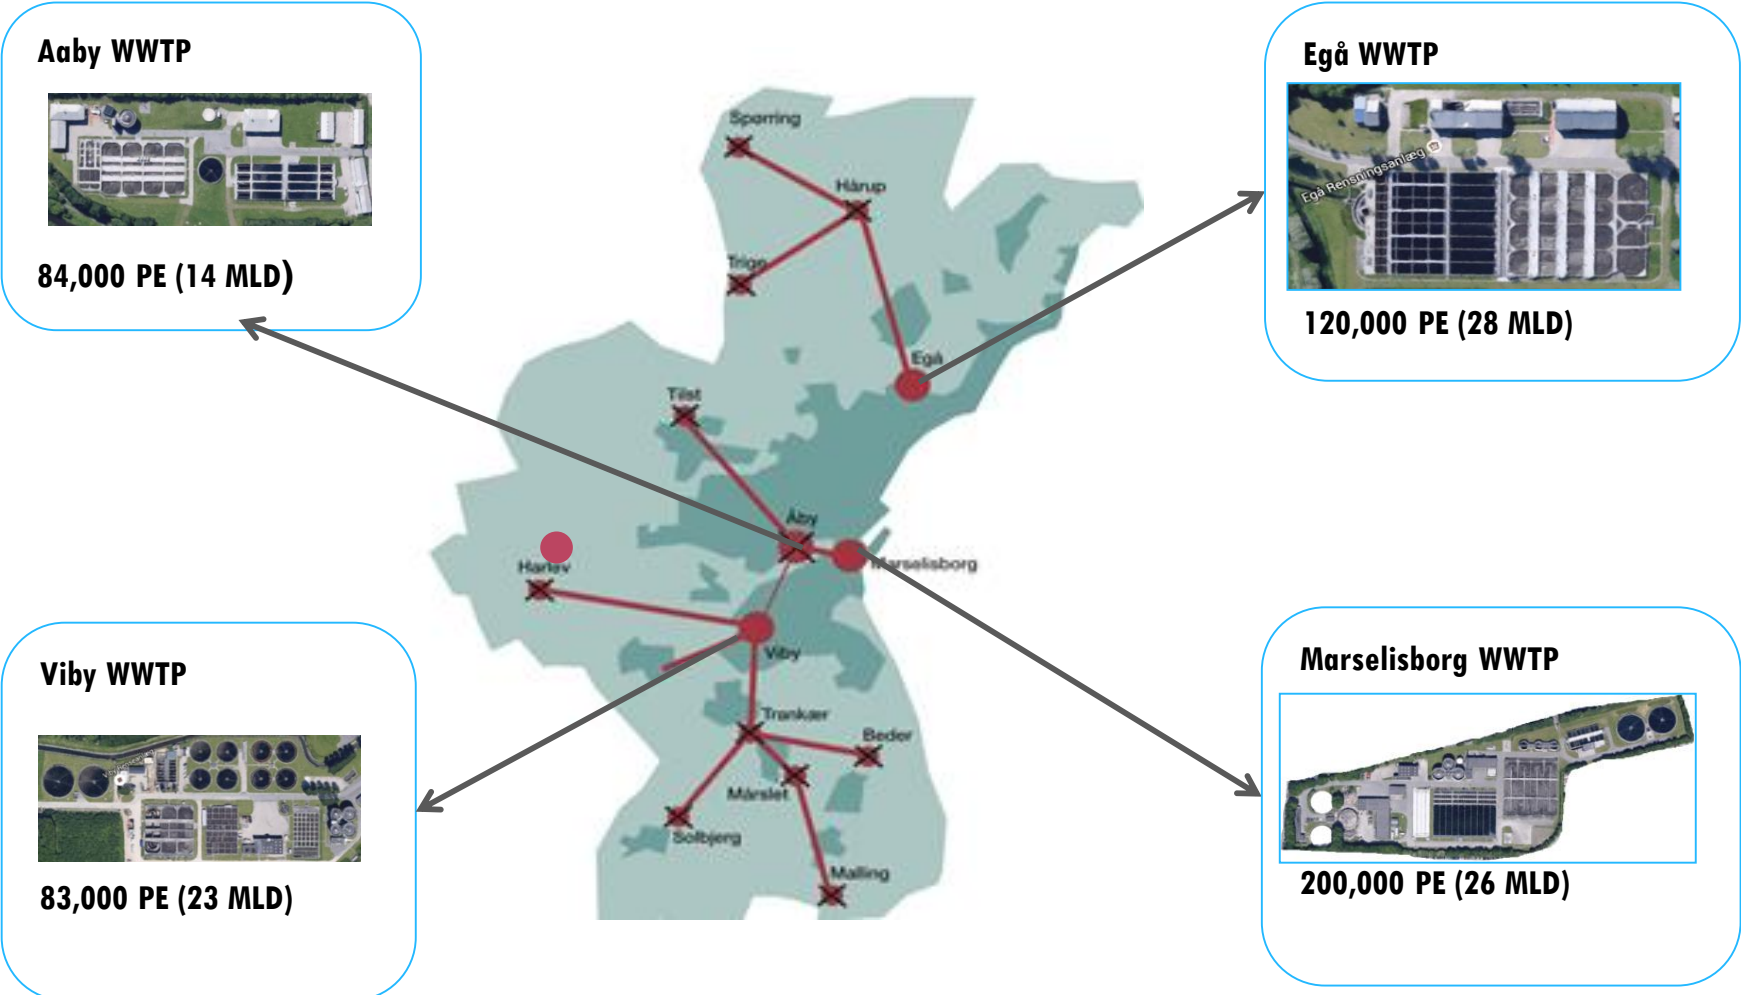 Aaby WWTP
84,000 PE (14 MLD)
Egå WWTP
Egå Rensningsanlæg
120,000 PE (28 MLD)
Spørring
Hårup
Trige
Egå
Tilst
Åby
Marselisborg
Harlev
Viby
Trankær
Beder
Mårslet
Solbjerg
Malling
Viby WWTP
83,000 PE (23 MLD)
Marselisborg WWTP
200,000 PE (26 MLD)